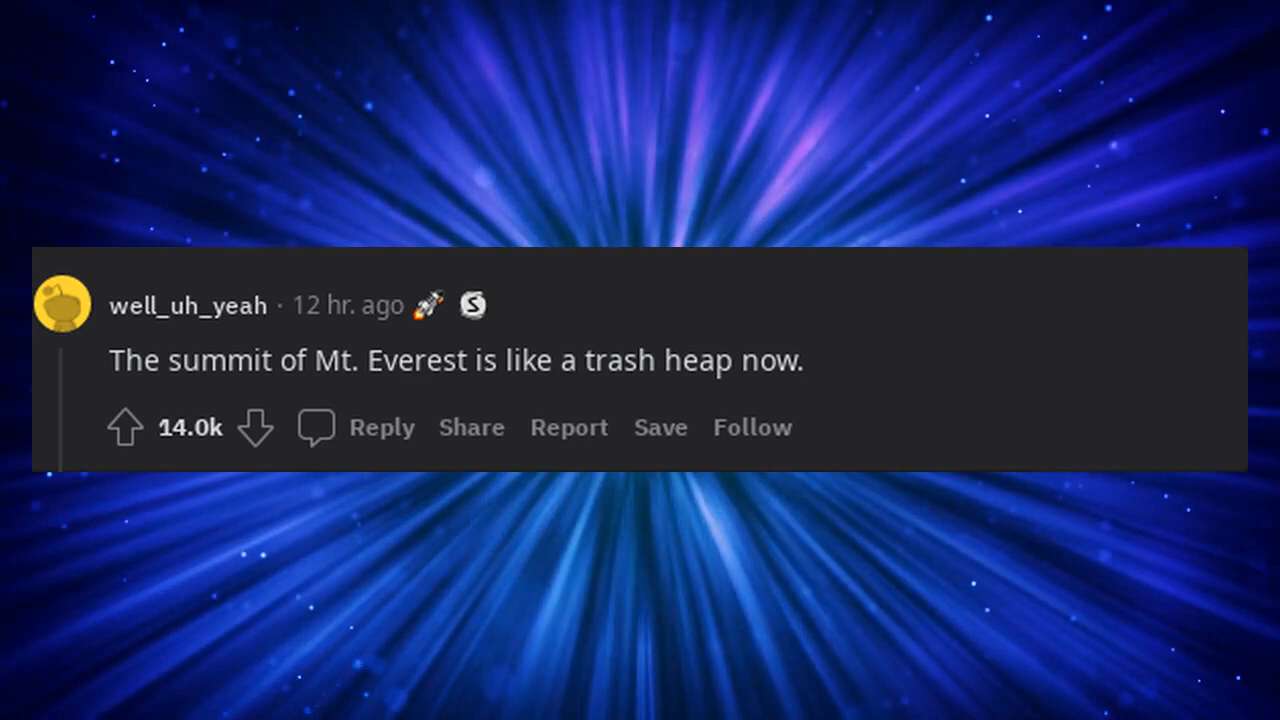 well_uh_yeah · 12 hr. ago
The summit of Mt. Everest is like a trash heap now.
14.0k Reply Share Report Save Follow